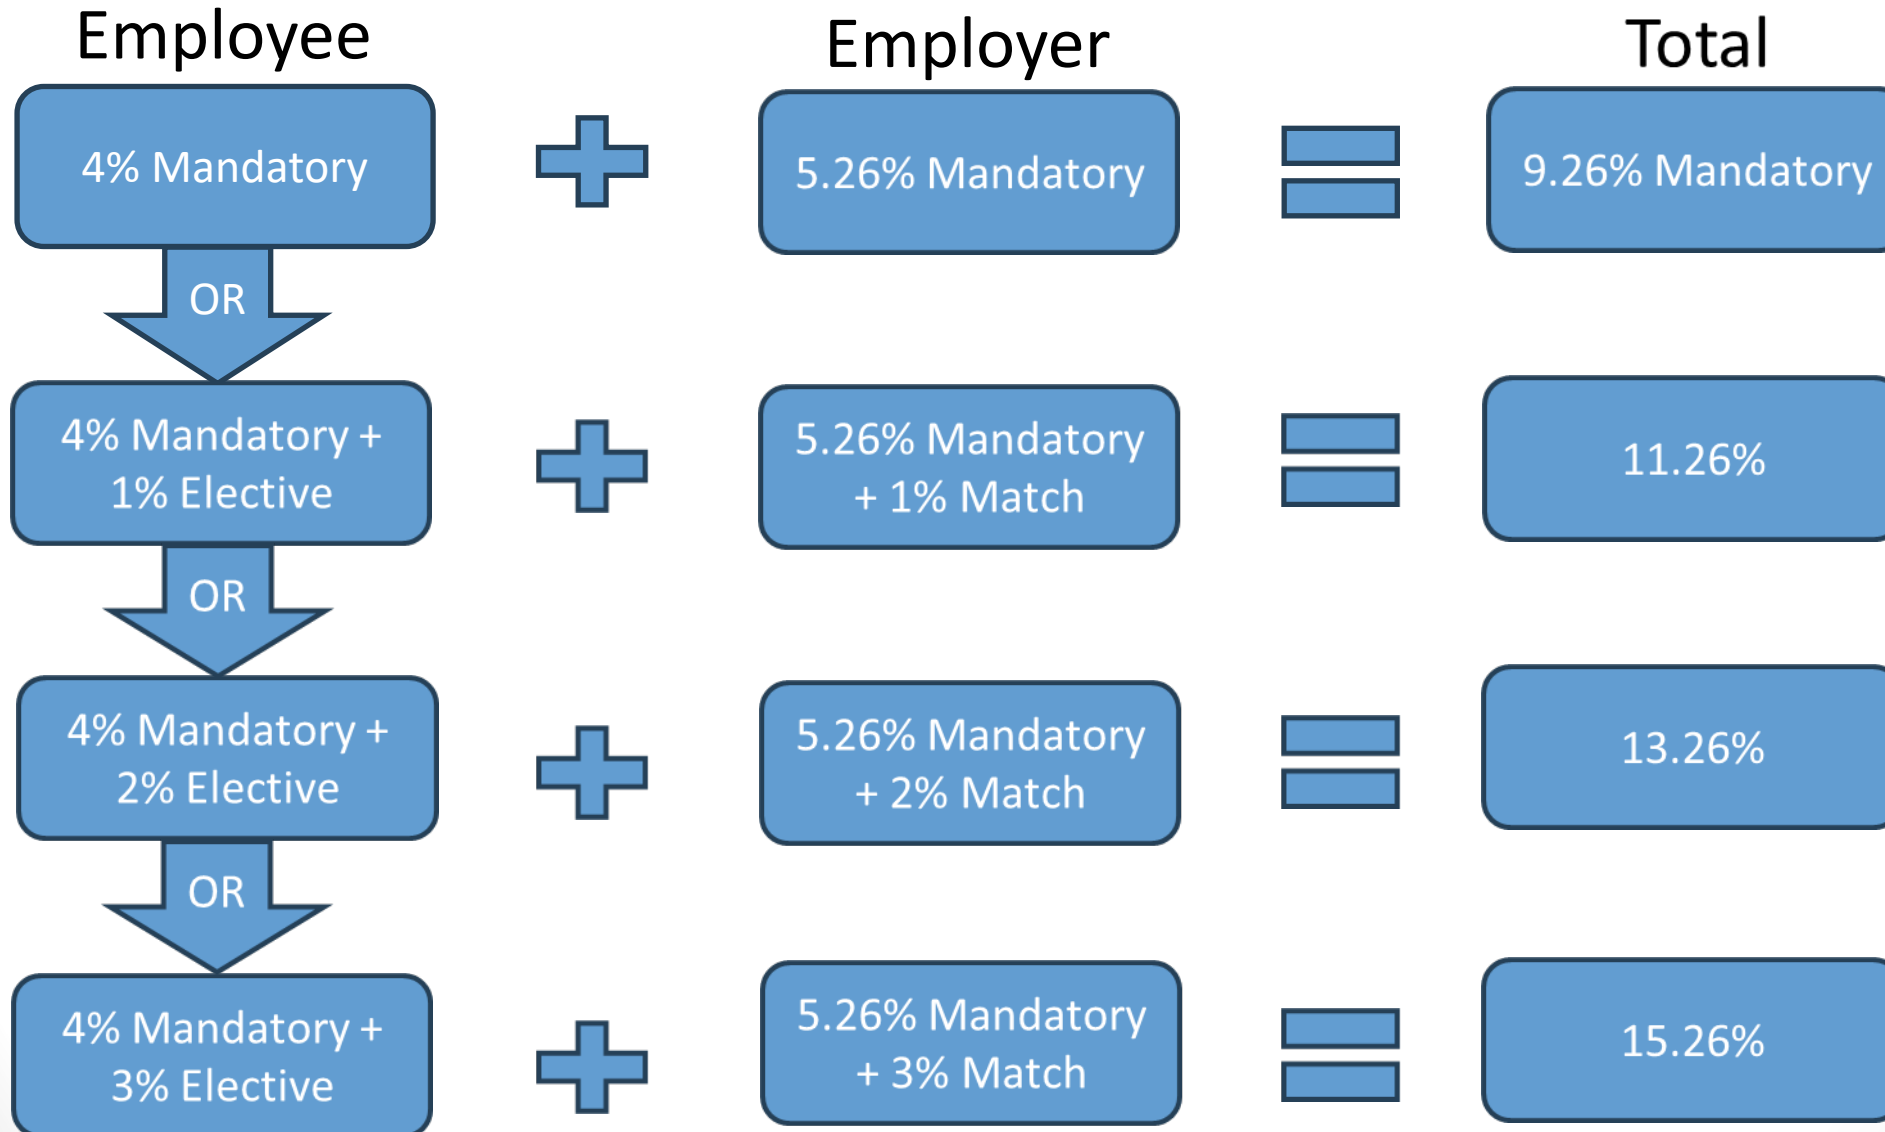 Employee
Employer
Total
4% Mandatory
5.26% Mandatory
9.26% Mandatory
OR
4% Mandatory +
1% Elective
5.26% Mandatory
+ 1% Match
11.26%
OR
4% Mandatory +
2% Elective
5.26% Mandatory
+ 2% Match
13.26%
OR
4% Mandatory +
3% Elective
5.26% Mandatory
+ 3% Match
15.26%